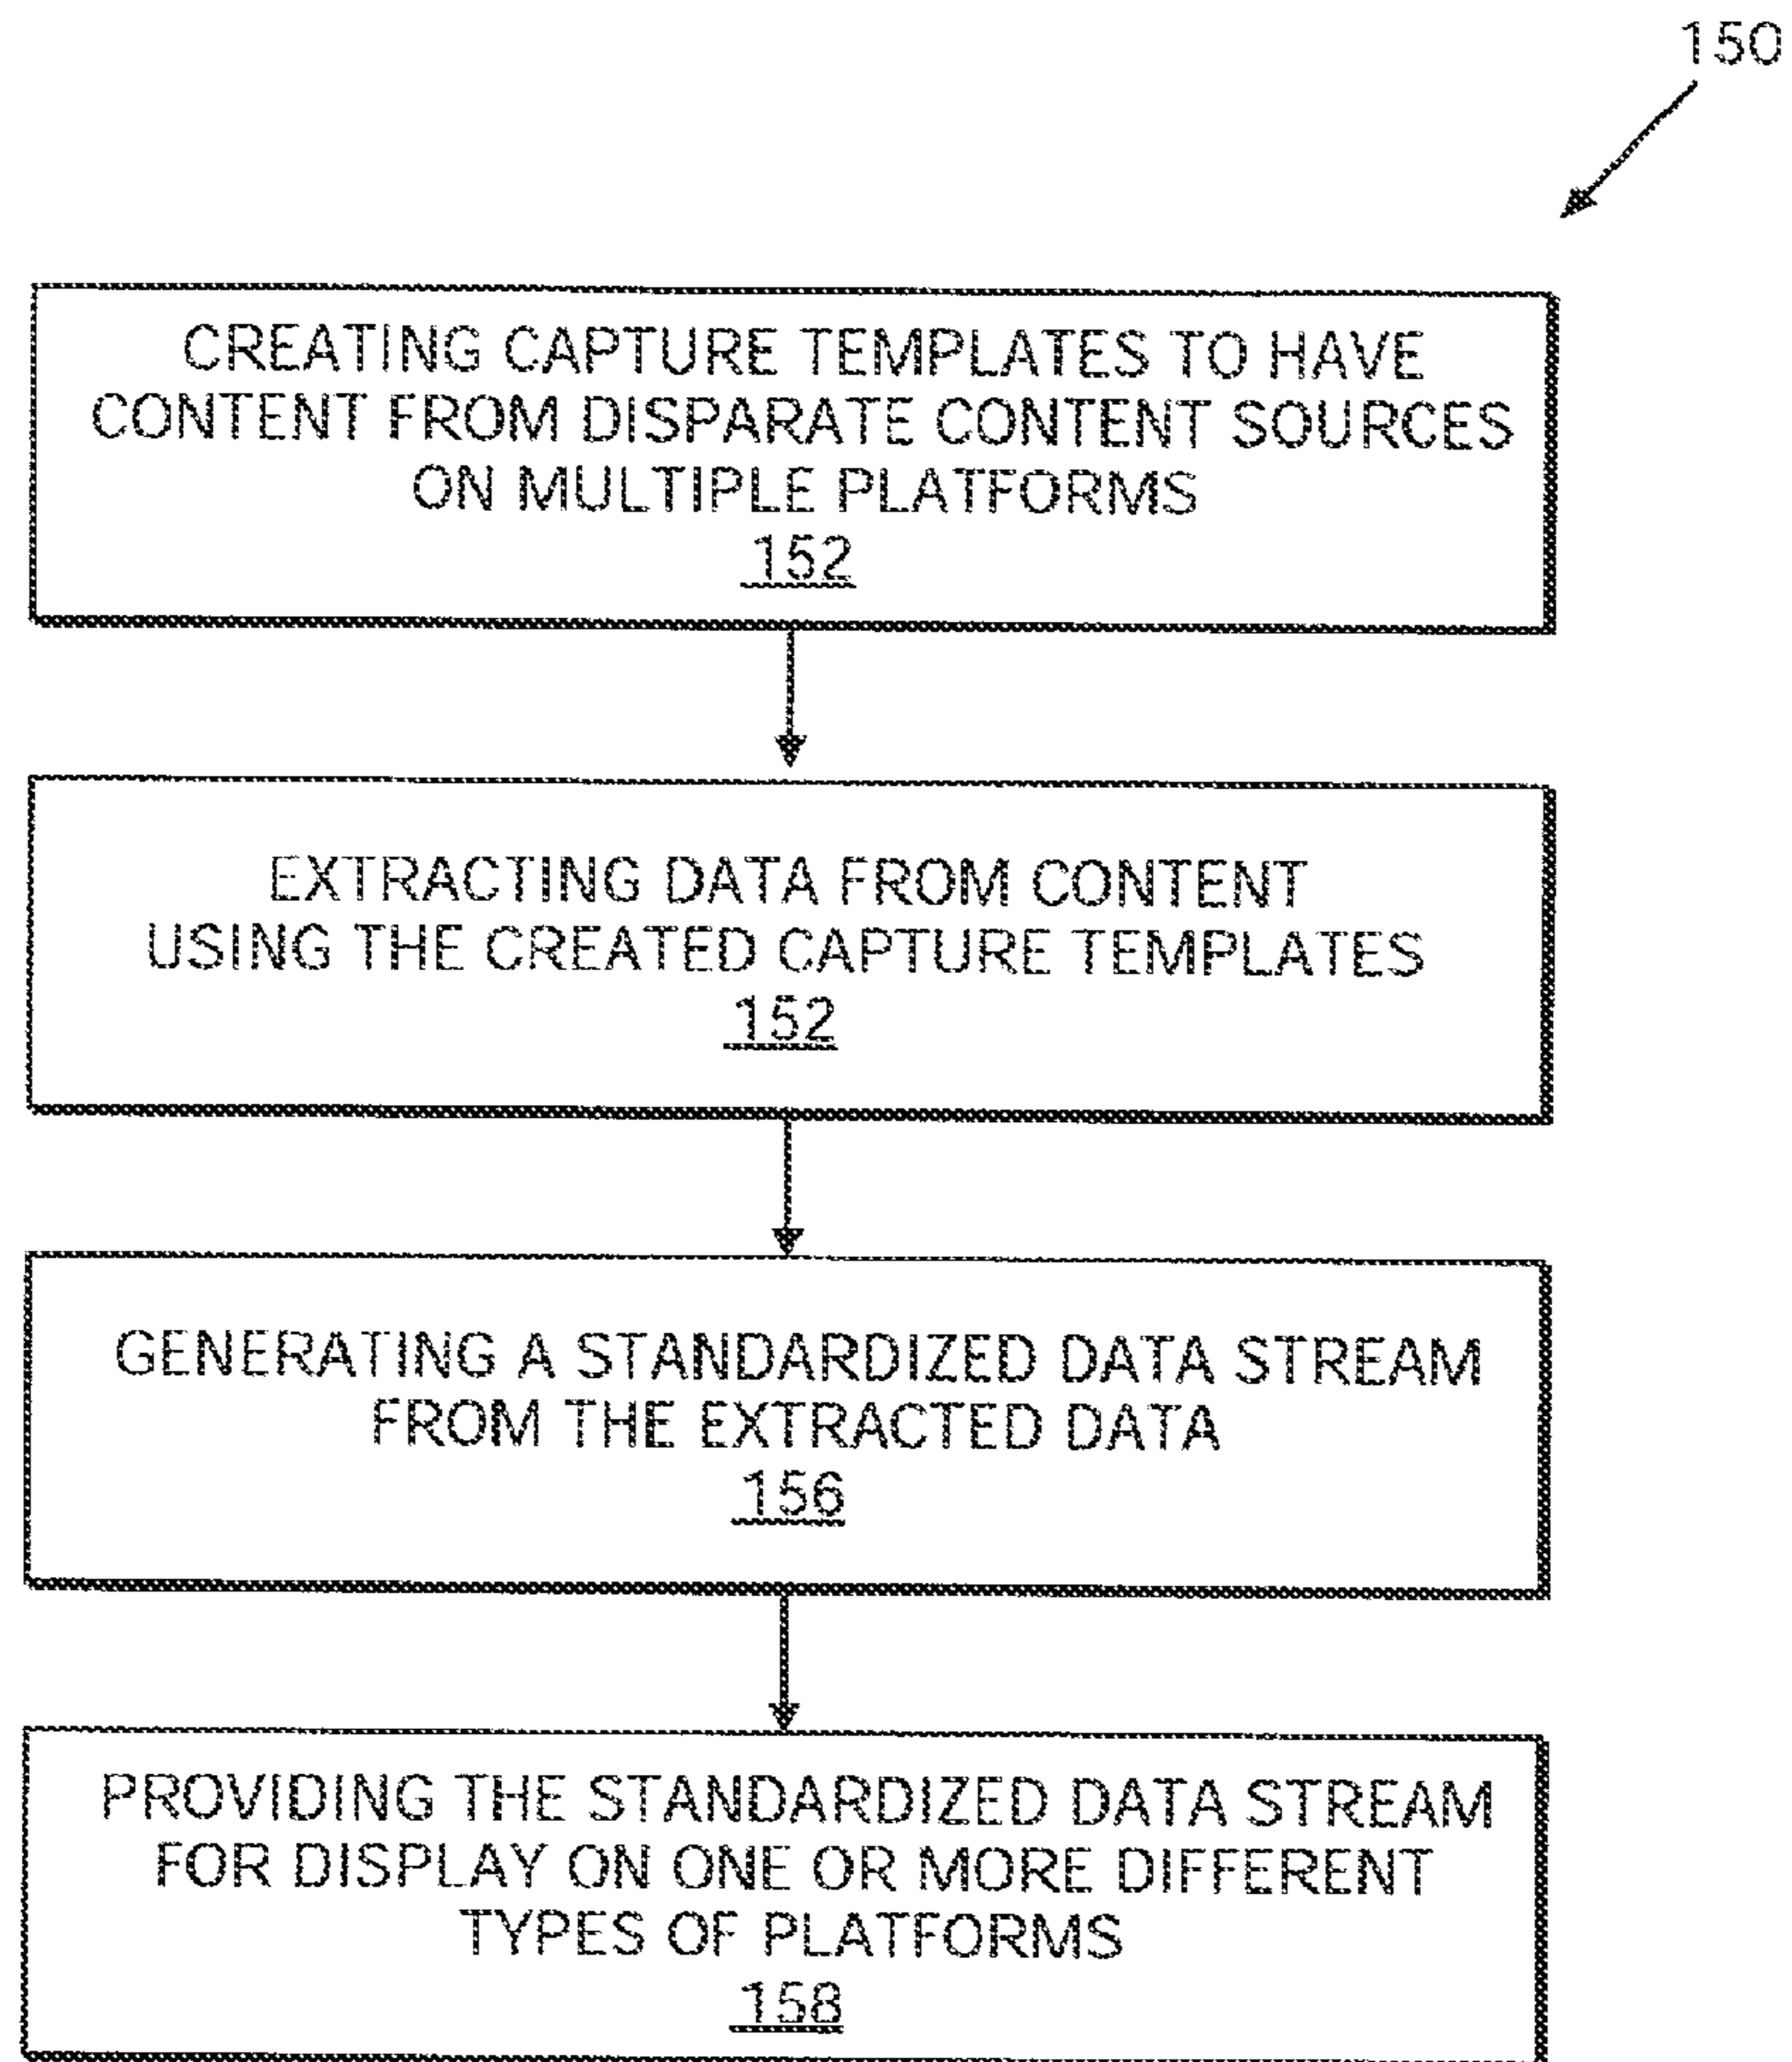 150
CREATING CAPTURE TEMPLATES TO HAVE
CONTENT FROM DISPARATE CONTENT SOURCES
ON MULTIPLE PLATFORMS
152
EXTRACTING DATA FROM CONTENT
USING THE CREATED CAPTURE TEMPLATES
152
GENERATING A STANDARDIZED DATA STREAM
FROM THE EXTRACTED DATA
156
PROVIDING THE STANDARDIZED DATA STREAM
FOR DISPLAY ON ONE OR MORE DIFFERENT
TYPES OF PLATFORMS
158